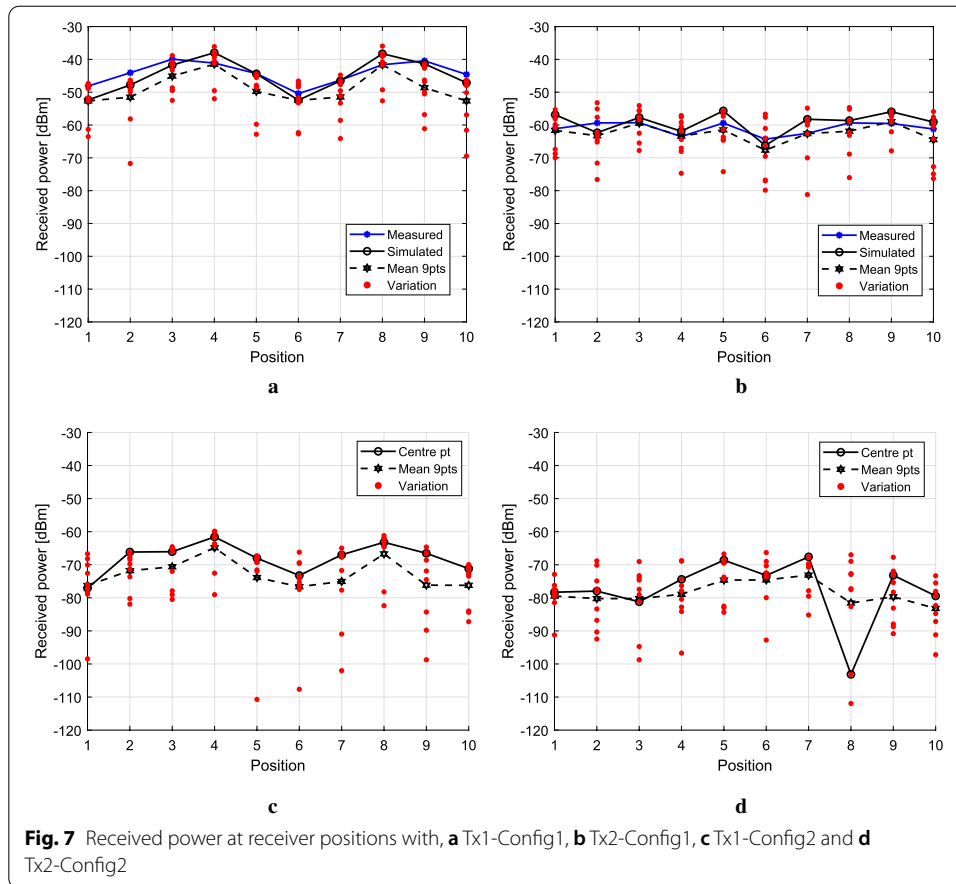 -30
-40
-50
-60
-70
-80
-90
-100
-110
-120
Received power [dBm]
1 2 3 4 5 6 7 8 9 10
Position
Measured
Simulated
Mean 9pts
Variation
a
-30
-40
-50
-60
-70
-80
-90
-100
-110
-120
Received power [dBm]
1 2 3 4 5 6 7 8 9 10
Position
Measured
Simulated
Mean 9pts
Variation
b
-30
-40
-50
-60
-70
-80
-90
-100
-110
-120
Received power [dBm]
1 2 3 4 5 6 7 8 9 10
Position
Centre pt
Mean 9pts
Variation
c
-30
-40
-50
-60
-70
-80
-90
-100
-110
-120
Received power [dBm]
1 2 3 4 5 6 7 8 9 10
Position
Centre pt
Mean 9pts
Variation
d
Fig. 7 Received power at receiver positions with, a Tx1-Config1, b Tx2-Config1, c Tx1-Config2 and d
Tx2-Config2